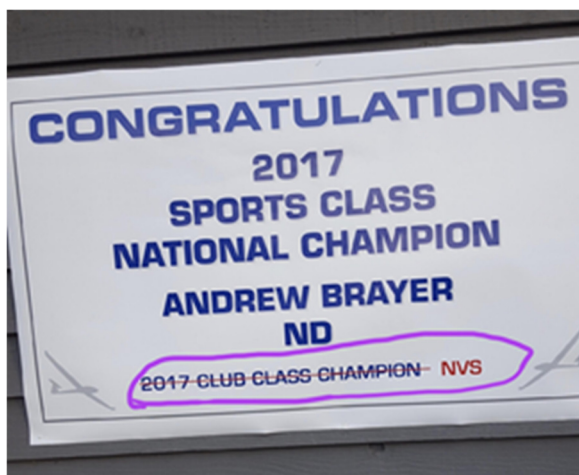 CONGRATULATIONS
2017
SPORTS CLASS
NATIONAL CHAMPION
ANDREW BRAYER
ND
2017 CLUB CLASS CHAMPION NVS